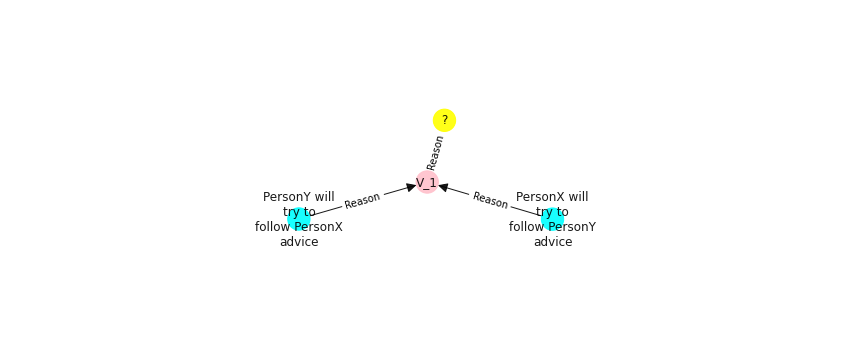 ?
Reason
V_1
PersonY will
try to
follow PersonX
advice
Reason
Reason
PersonX will
try to
follow PersonY
advice